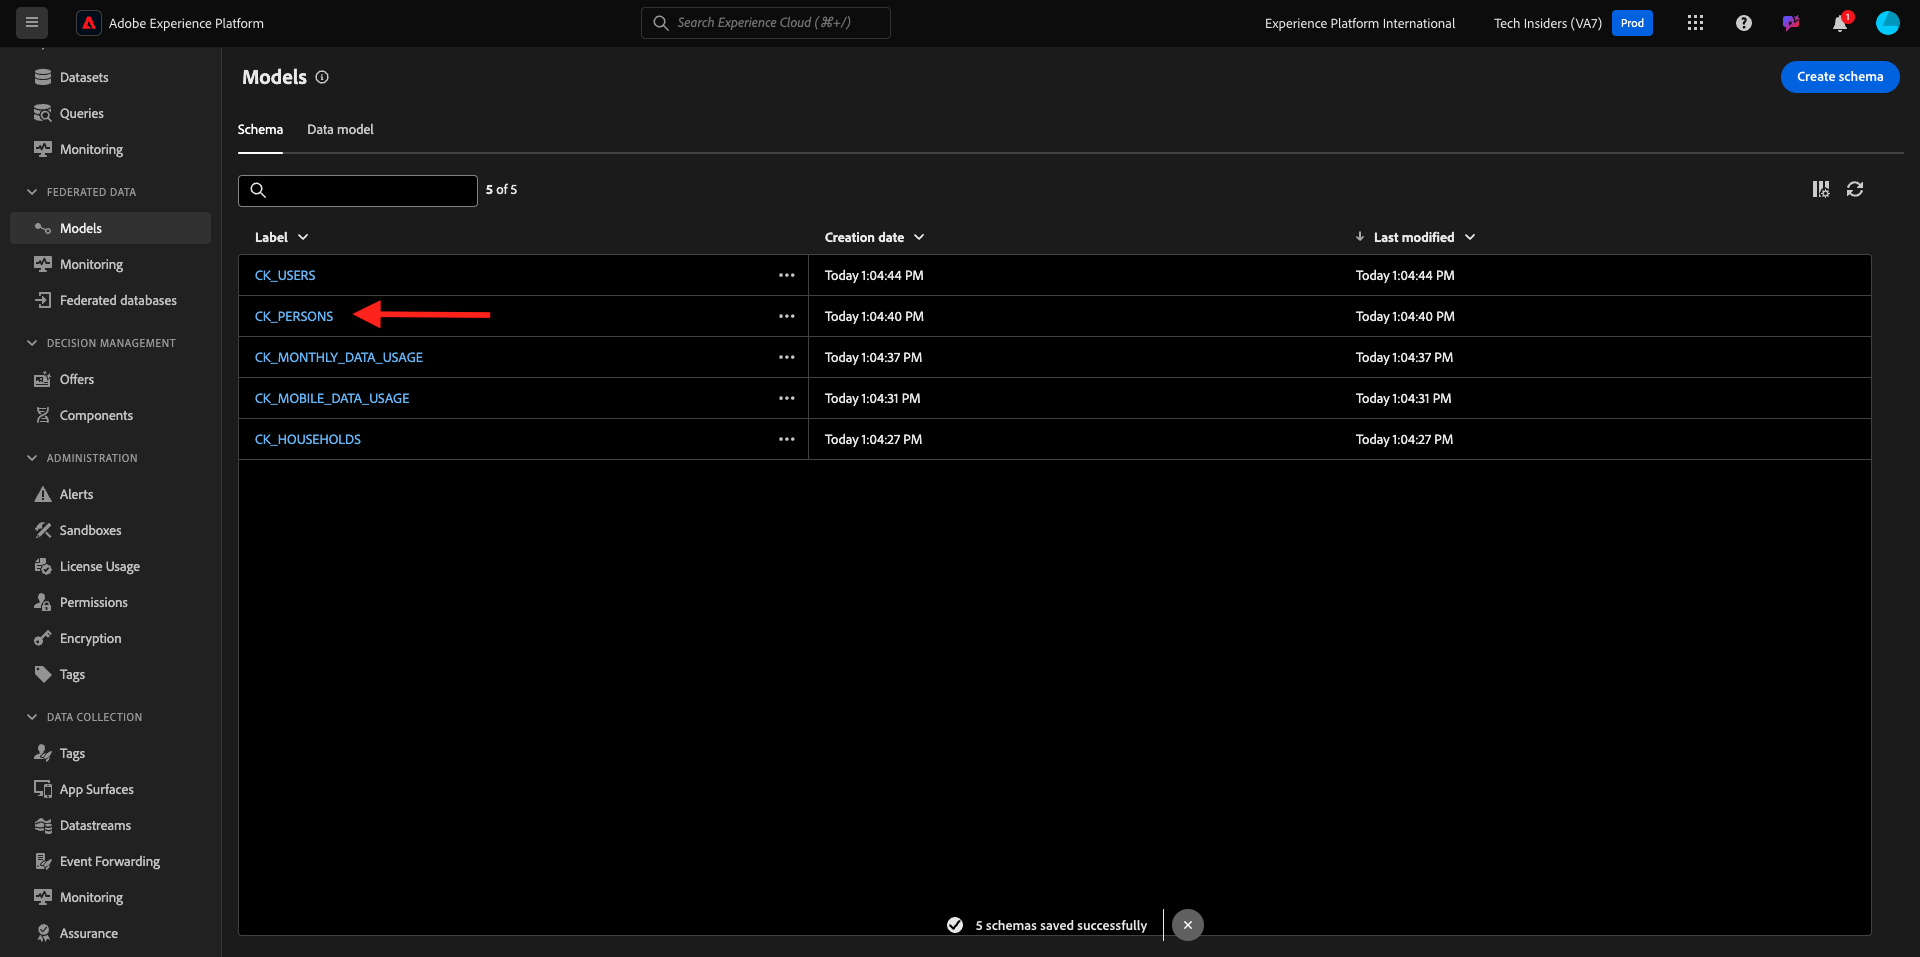 Adobe Experience Platform
Search Experience Cloud (⌘+/)
Experience Platform International
Tech Insiders (VA7)
Prod
1
Datasets
Queries
Monitoring
FEDERATED DATA
Models
Monitoring
Federated databases
DECISION MANAGEMENT
Offers
Components
ADMINISTRATION
Alerts
Sandboxes
License Usage
Permissions
Encryption
Tags
DATA COLLECTION
Tags
App Surfaces
Datastreams
Event Forwarding
Monitoring
Assurance
Models
Create schema
Schema
Data model
5 of 5
Label
Creation date
Last modified
CK_USERS
Today 1:04:44 PM
Today 1:04:44 PM
CK_PERSONS
Today 1:04:40 PM
Today 1:04:40 PM
CK_MONTHLY_DATA_USAGE
Today 1:04:37 PM
Today 1:04:37 PM
CK_MOBILE_DATA_USAGE
Today 1:04:31 PM
Today 1:04:31 PM
CK_HOUSEHOLDS
Today 1:04:27 PM
Today 1:04:27 PM
5 schemas saved successfully